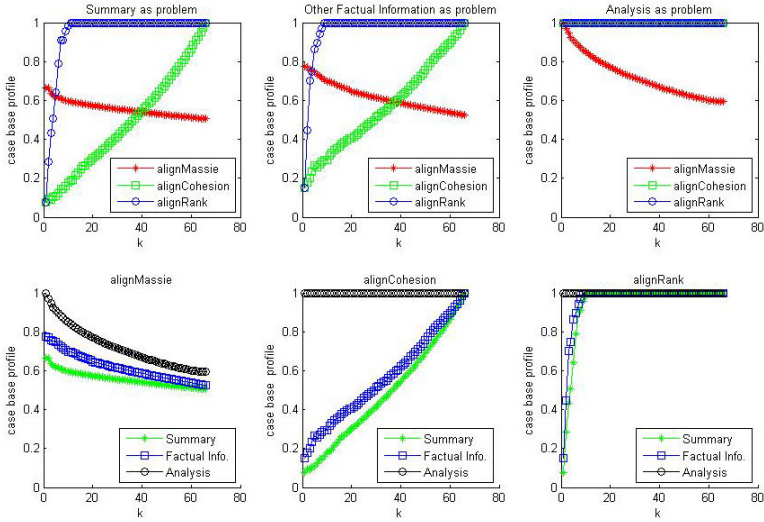 Summary as problem
case base profile
1
0.8
0.6
0.4
0.2
0
0
20
40
60
80
k
alignMassie
alignCohesion
alignRank
Other Factual Information as problem
case base profile
1
0.8
0.6
0.4
0.2
0
0
20
40
60
80
k
alignMassie
alignCohesion
alignRank
Analysis as problem
case base profile
1
0.8
0.6
0.4
0.2
0
0
20
40
60
80
k
alignMassie
alignCohesion
alignRank
alignMassie
case base profile
1
0.8
0.6
0.4
0.2
0
0
20
40
60
80
k
Summary
Factual Info.
Analysis
alignCohesion
case base profile
1
0.8
0.6
0.4
0.2
0
0
20
40
60
80
k
Summary
Factual Info.
Analysis
alignRank
case base profile
1
0.8
0.6
0.4
0.2
0
0
20
40
60
80
k
Summary
Factual Info.
Analysis